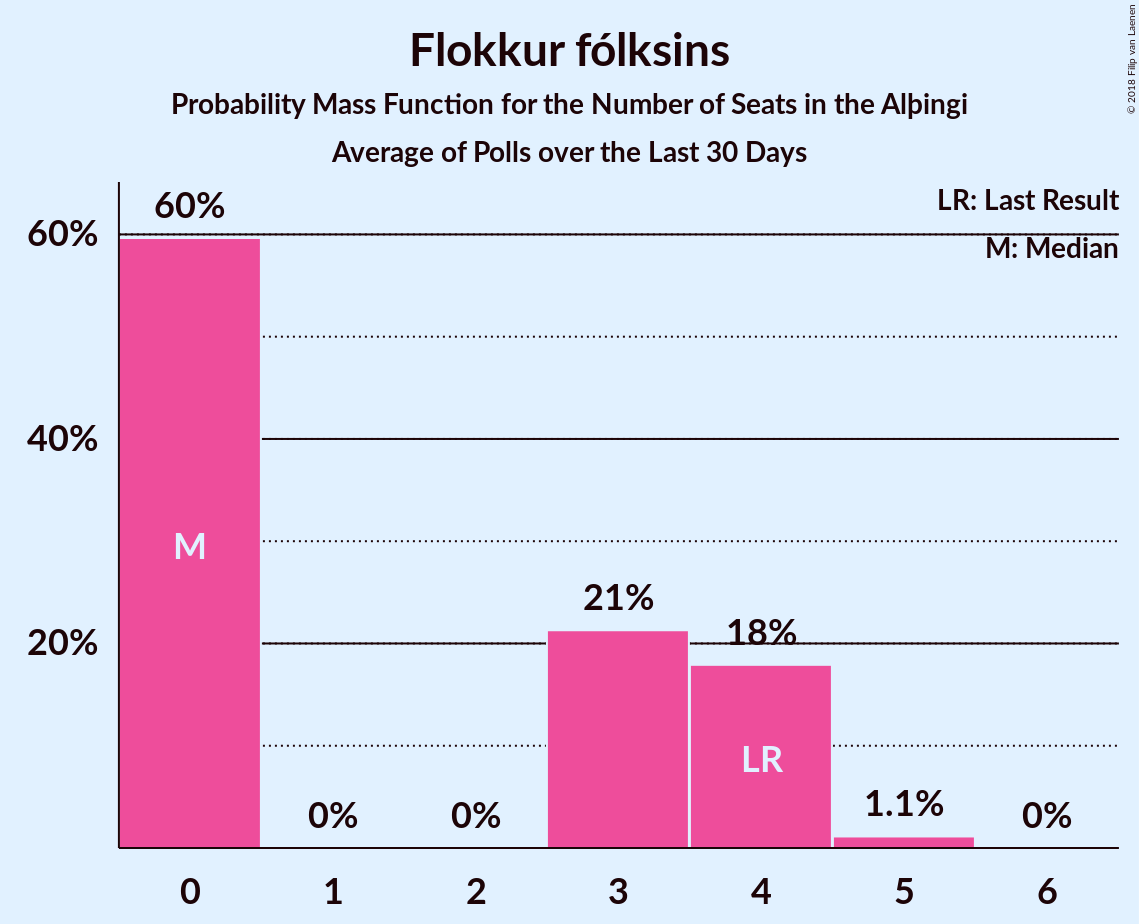 Flokkur fólksins
Probability Mass Function for the Number of Seats in the Alþingi
Average of Polls over the Last 30 Days
© 2018 Filip van Laenen
LR: Last Result
M: Median
60%
60%
40%
20%
M
0%
0%
21%
18%
LR
1.1%
0%
0 1 2 3 4 5 6